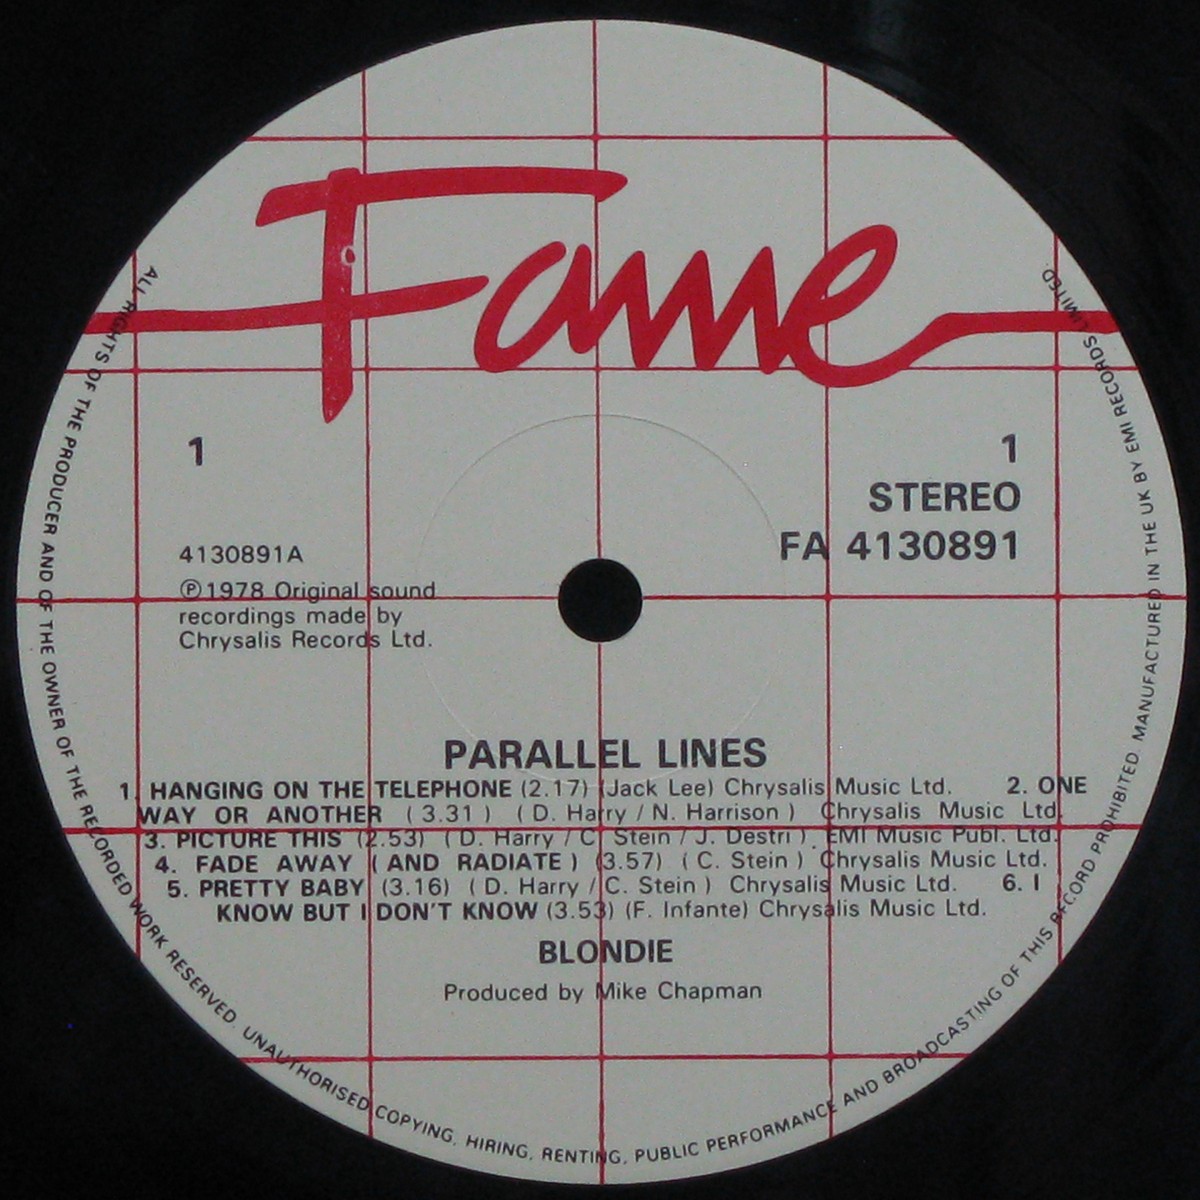 Fame
1
1
STEREO
FA 4130891
4130891A
Ⓟ1978 Original sound
recordings made by
Chrysalis Records Ltd.
PARALLEL LINES
1. HANGING ON THE TELEPHONE (2.17) (Jack Lee) Chrysalis Music Ltd. 2. ONE
WAY OR ANOTHER (3.31) (D. Harry / N. Harrison) Chrysalis Music Ltd.
3. PICTURE THIS (2.53) (D. Harry / C. Stein / J. Destri). EMI Music Publ. Ltd.
4. FADE AWAY (AND RADIATE) (3.57) (C. Stein) Chrysalis Music Ltd.
5. PRETTY BABY (3.16) (D. Harry / C. Stein) Chrysalis Music Ltd. 6. I
KNOW BUT I DON'T KNOW (3.53) (F. Infante) Chrysalis Music Ltd.
BLONDIE
Produced by Mike Chapman
ALL RIGHTS OF THE PRODUCER AND OF THE OWNER OF THE RECORDED WORK RESERVED. UNAUTHORISED COPYING, HIRING, RENTING, PUBLIC PERFORMANCE AND BROADCASTING OF THIS RECORD PROHIBITED. MANUFACTURED IN THE UK BY EMI RECORDS LIMITED.